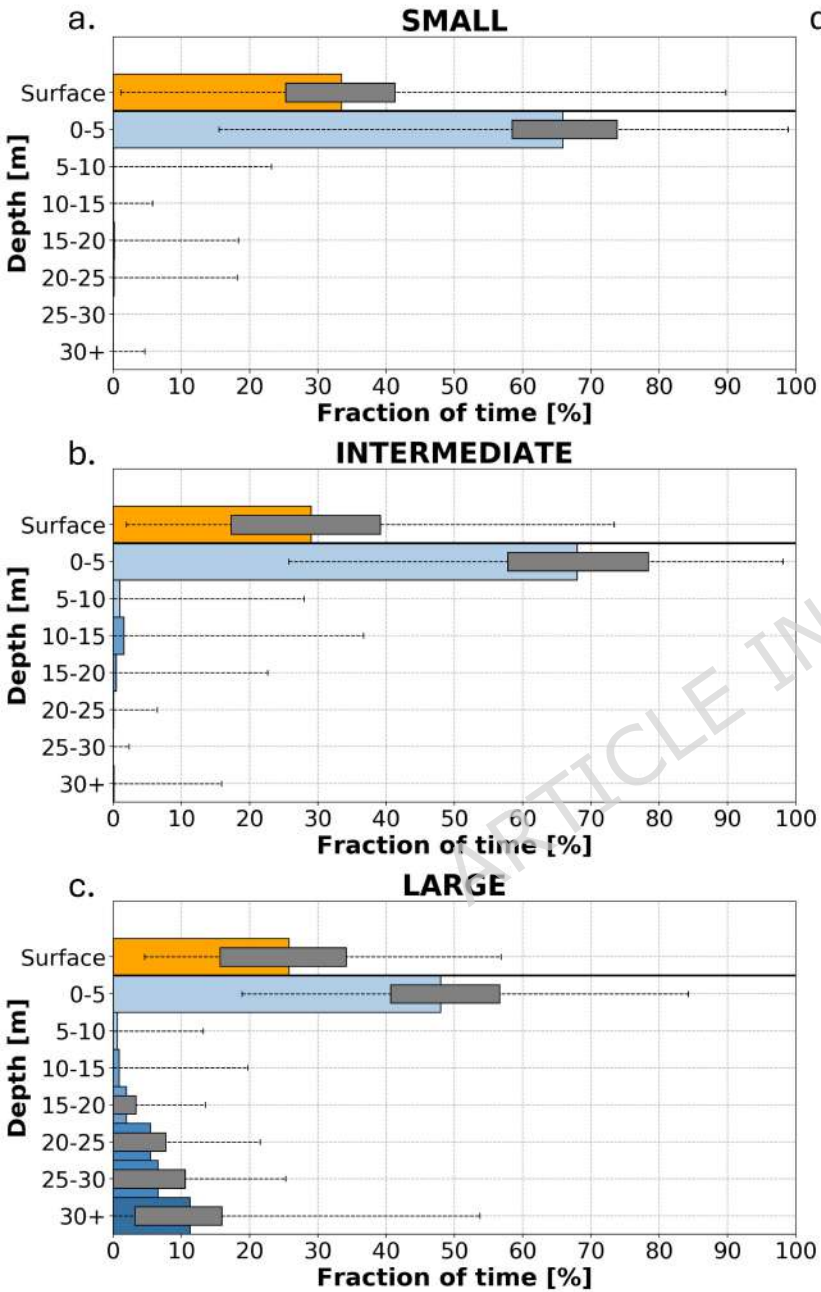 a.
SMALL
d
Depth [m]
Surface
0-5
5-10
10-15
15-20
20-25
25-30
30+
0 10 20 30 40 50 60 70 80 90 100
Fraction of time [%]
b.
INTERMEDIATE
Depth [m]
Surface
0-5
5-10
10-15
15-20
20-25
25-30
30+
0 10 20 30 40 50 60 70 80 90 100
Fraction of time [%]
ARTICLE IN
c.
LARGE
Depth [m]
Surface
0-5
5-10
10-15
15-20
20-25
25-30
30+
0 10 20 30 40 50 60 70 80 90 100
Fraction of time [%]